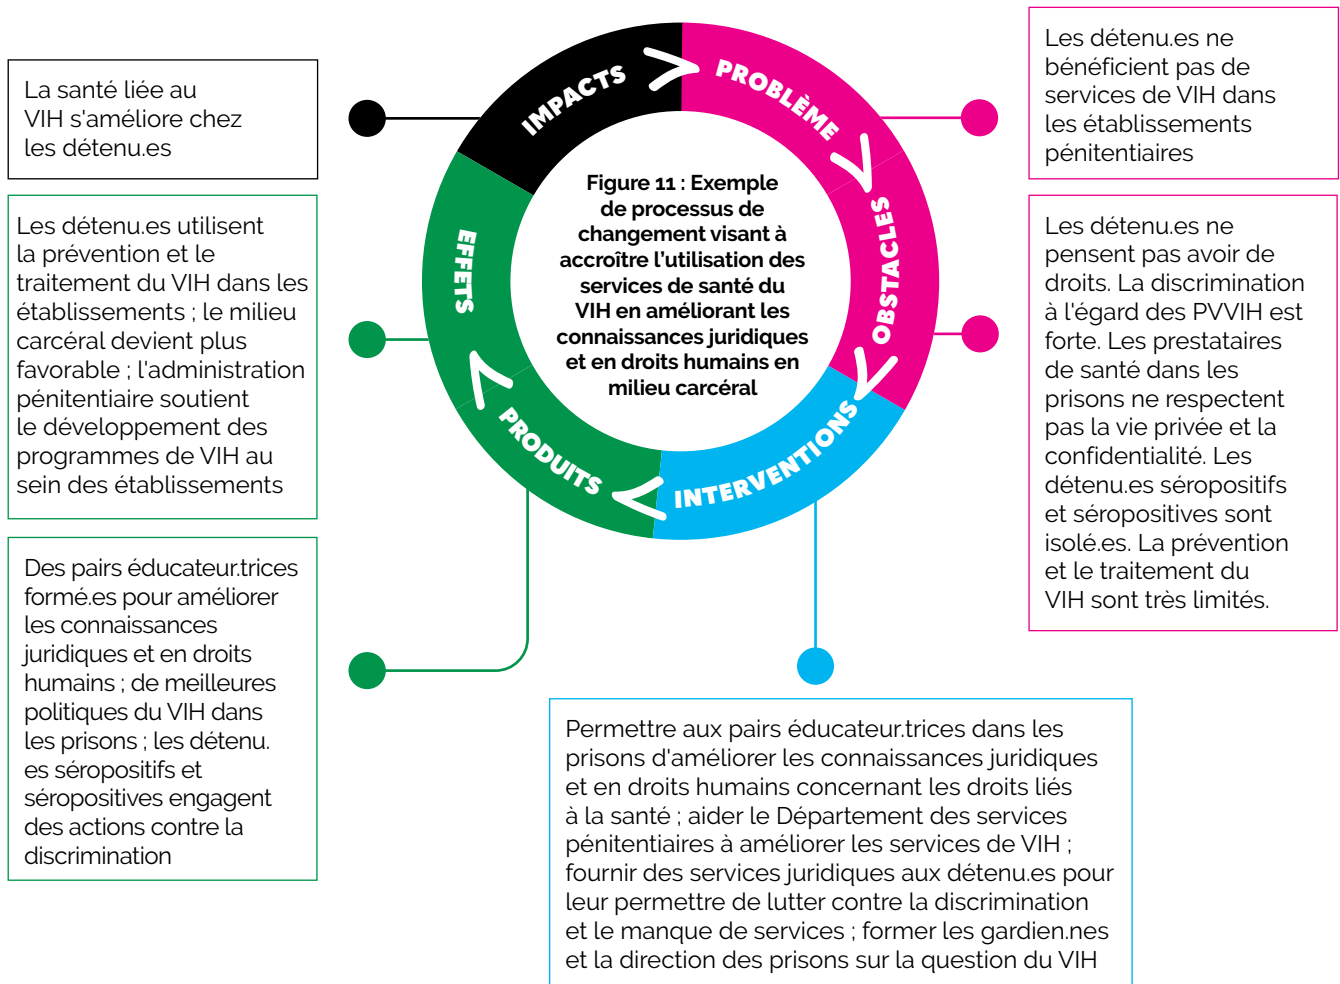 La santé liée au
VIH s'améliore chez
les détenu.es
Les détenu.es utilisent
la prévention et le
traitement du VIH dans les
établissements ; le milieu
carcéral devient plus
favorable ; l'administration
pénitentiaire soutient
le développement des
programmes de VIH au
sein des établissements
Des pairs éducateur.trices
formé.es pour améliorer
les connaissances
juridiques et en droits
humains ; de meilleures
politiques du VIH dans
les prisons ; les détenu.
es séropositifs et
séropositives engagent
des actions contre la
discrimination
IMPACTS
PROBLÈME
OBSTACLES
INTERVENTIONS
PRODUITS
EFFETS
Figure 11 : Exemple
de processus de
changement visant à
accroître l’utilisation des
services de santé du
VIH en améliorant les
connaissances juridiques
et en droits humains en
milieu carcéral
Les détenu.es ne
bénéficient pas de
services de VIH dans
les établissements
pénitentiaires
Les détenu.es ne
pensent pas avoir de
droits. La discrimination
à l'égard des PVVIH est
forte. Les prestataires
de santé dans les
prisons ne respectent
pas la vie privée et la
confidentialité. Les
détenu.es séropositifs
et séropositives sont
isolé.es. La prévention
et le traitement du
VIH sont très limités.
Permettre aux pairs éducateur.trices dans les
prisons d'améliorer les connaissances juridiques
et en droits humains concernant les droits liés
à la santé ; aider le Département des services
pénitentiaires à améliorer les services de VIH ;
fournir des services juridiques aux détenu.es pour
leur permettre de lutter contre la discrimination
et le manque de services ; former les gardien.nes
et la direction des prisons sur la question du VIH